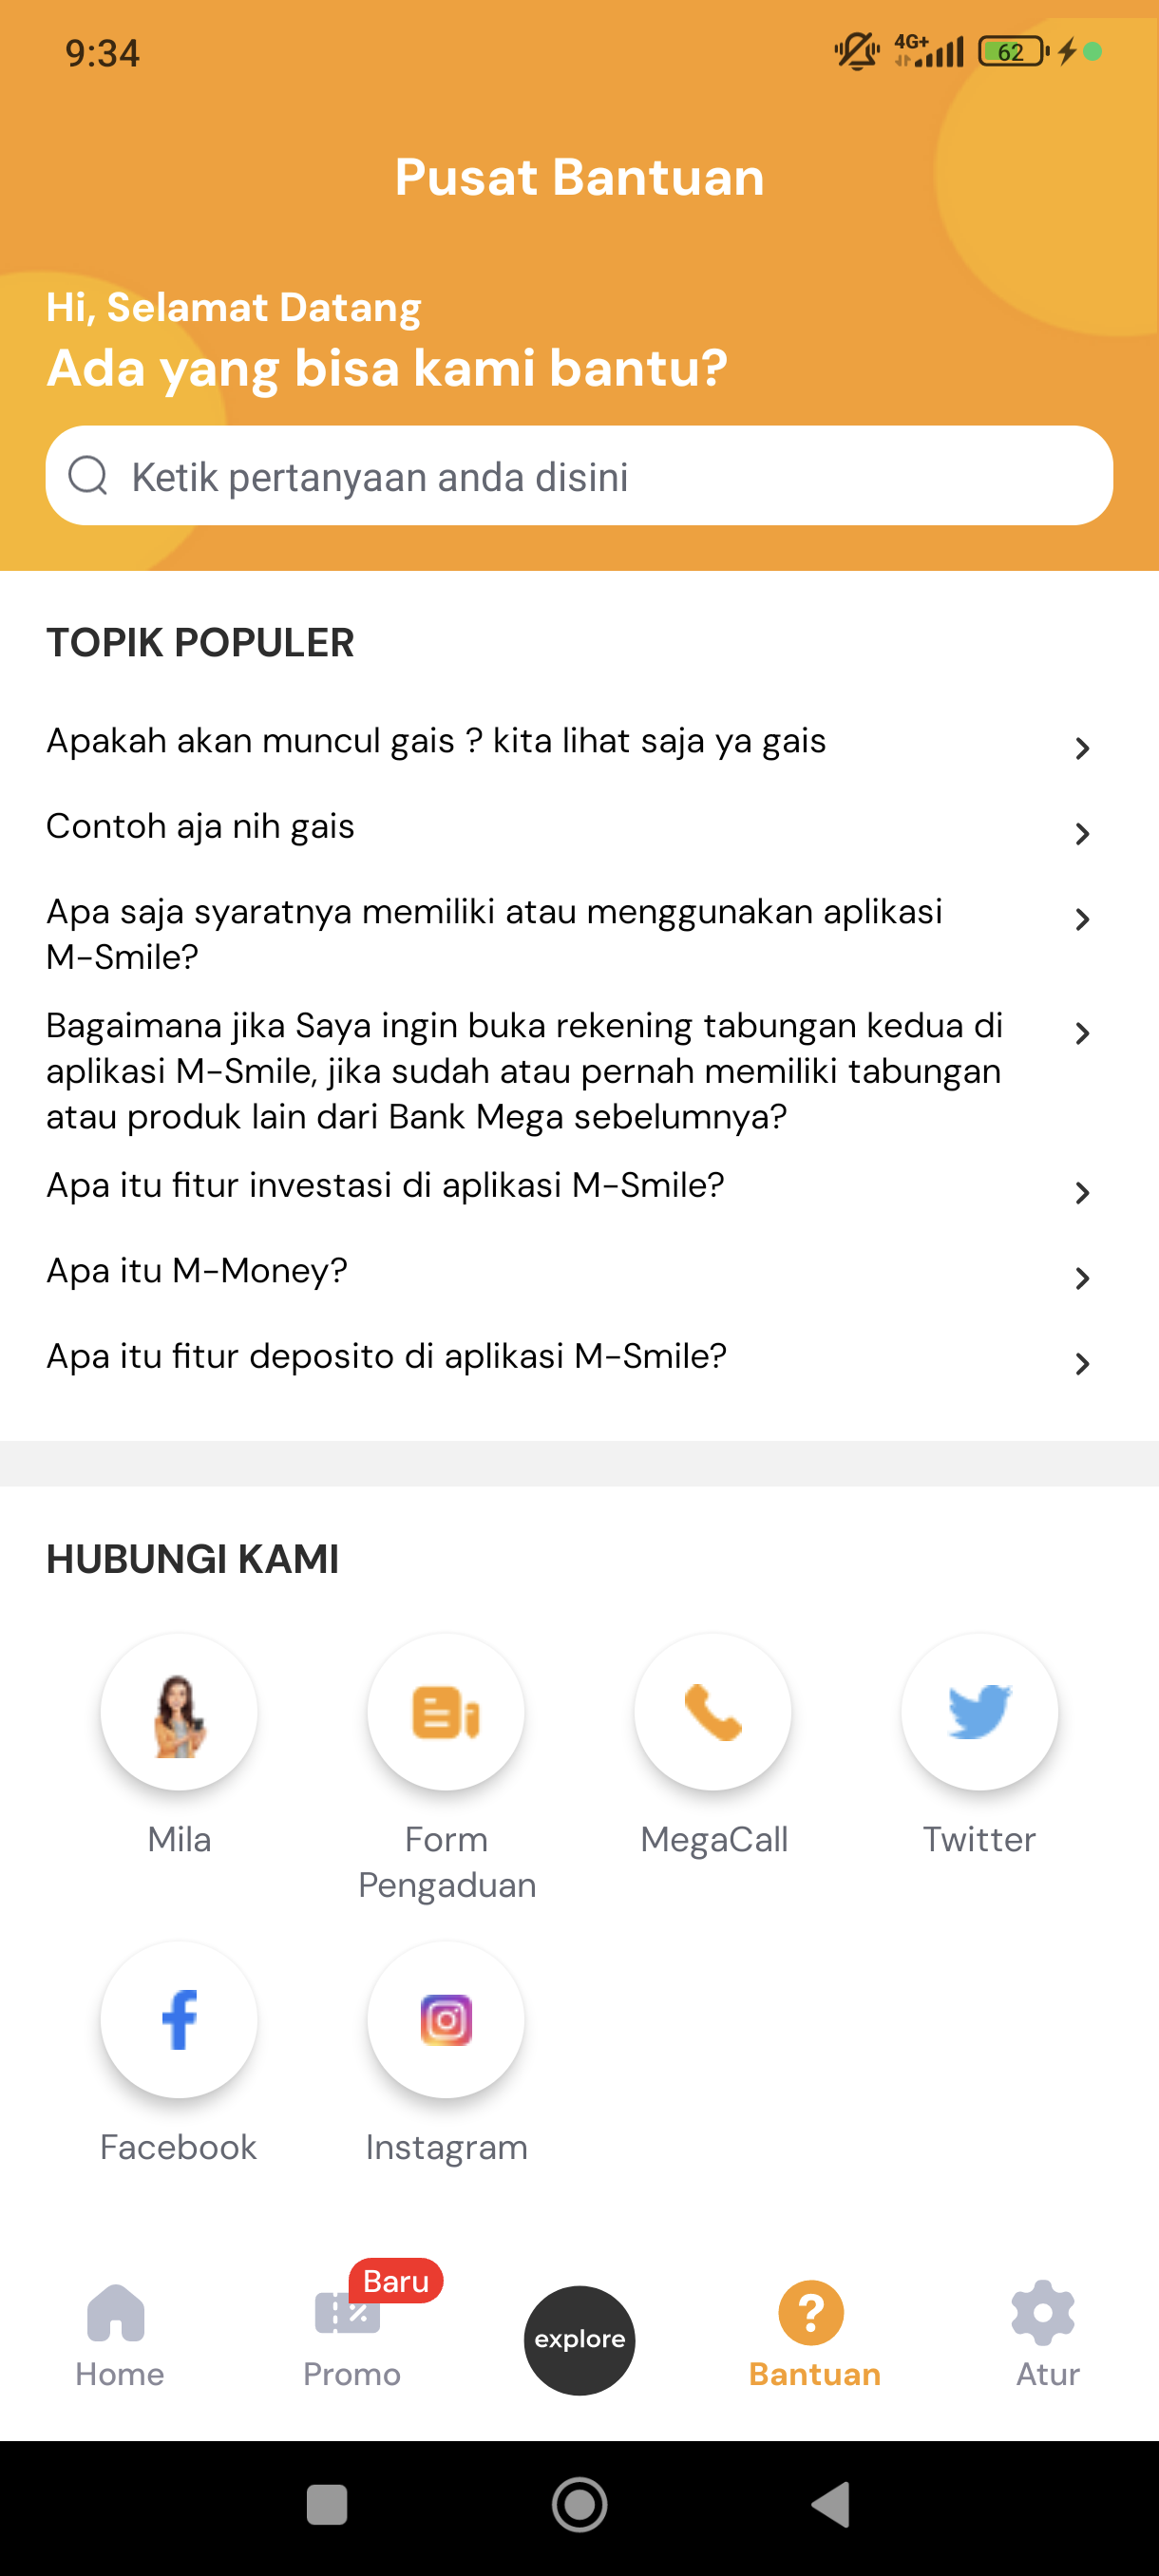 9:34
4G+
62
Pusat Bantuan
Hi, Selamat Datang
Ada yang bisa kami bantu?
Ketik pertanyaan anda disini
TOPIK POPULER
Apakah akan muncul gais ? kita lihat saja ya gais
Contoh aja nih gais
Apa saja syaratnya memiliki atau menggunakan aplikasi
M-Smile?
Bagaimana jika Saya ingin buka rekening tabungan kedua di
aplikasi M-Smile, jika sudah atau pernah memiliki tabungan
atau produk lain dari Bank Mega sebelumnya?
Apa itu fitur investasi di aplikasi M-Smile?
Apa itu M-Money?
Apa itu fitur deposito di aplikasi M-Smile?
HUBUNGI KAMI
Mila
Form
Pengaduan
MegaCall
Twitter
Facebook
Instagram
Baru
Home
Promo
explore
Bantuan
Atur